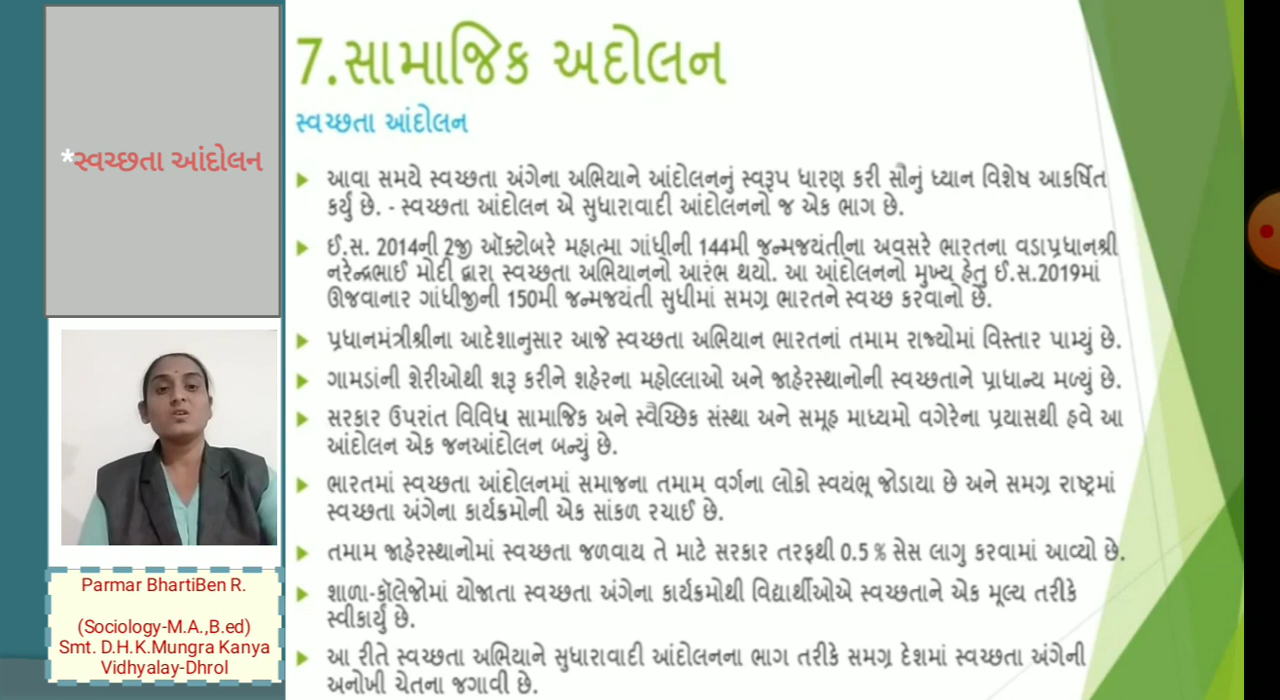 7.સામાજિક અદોલન
સ્વચ્છતા આંદોલન
*સ્વચ્છતા આંદોલન
આવા સમયે સ્વચ્છતા અંગેના અભિયાને આંદોલનનું સ્વરૂપ ધારણ કરી સૌનું ધ્યાન વિશેષ આકર્ષિત
કર્યું છે. - સ્વચ્છતા આંદોલન એ સુધારાવાદી આંદોલનનો જ એક ભાગ છે.
ઈ.સ. 2014ની 2જી ઑક્ટોબરે મહાત્મા ગાંધીની 144મી જન્મજયંતીના અવસરે ભારતના વડાપ્રધાનશ્રી
નરેન્દ્રભાઈ મોદી દ્વારા સ્વચ્છતા અભિયાનનો આરંભ થયો. આ આંદોલનનો મુખ્ય હેતુ ઈ.સ.2019માં
ઊજવાનાર ગાંધીજીની 150મી જન્મજયંતી સુધીમાં સમગ્ર ભારતને સ્વચ્છ કરવાનો છે.
પ્રધાનમંત્રીશ્રીના આદેશાનુસાર આજે સ્વચ્છતા અભિયાન ભારતનાં તમામ રાજ્યોમાં વિસ્તાર પામ્યું છે.
ગામડાંની શેરીઓથી શરૂ કરીને શહેરના મહોલ્લાઓ અને જાહેરસ્થાનોની સ્વચ્છતાને પ્રાધાન્ય મળ્યું છે.
સરકાર ઉપરાંત વિવિધ સામાજિક અને સ્વૈચ્છિક સંસ્થા અને સમૂહ માધ્યમો વગેરેના પ્રયાસથી હવે આ
આંદોલન એક જનઆંદોલન બન્યું છે.
ભારતમાં સ્વચ્છતા આંદોલનમાં સમાજના તમામ વર્ગના લોકો સ્વયંભૂ જોડાયા છે અને સમગ્ર રાષ્ટ્રમાં
સ્વચ્છતા અંગેના કાર્યક્રમોની એક સાંકળ રચાઈ છે.
તમામ જાહેરસ્થાનોમાં સ્વચ્છતા જળવાય તે માટે સરકાર તરફથી 0.5 % સેસ લાગુ કરવામાં આવ્યો છે.
શાળા-કૉલેજોમાં યોજાતા સ્વચ્છતા અંગેના કાર્યક્રમોથી વિદ્યાર્થીઓએ સ્વચ્છતાને એક મૂલ્ય તરીકે
સ્વીકાર્યું છે.
આ રીતે સ્વચ્છતા અભિયાને સુધારાવાદી આંદોલનના ભાગ તરીકે સમગ્ર દેશમાં સ્વચ્છતા અંગેની
અનોખી ચેતના જગાવી છે.
Parmar BhartiBen R.
(Sociology-M.A.,B.ed)
Smt. D.H.K.Mungra Kanya
Vidhyalay-Dhrol